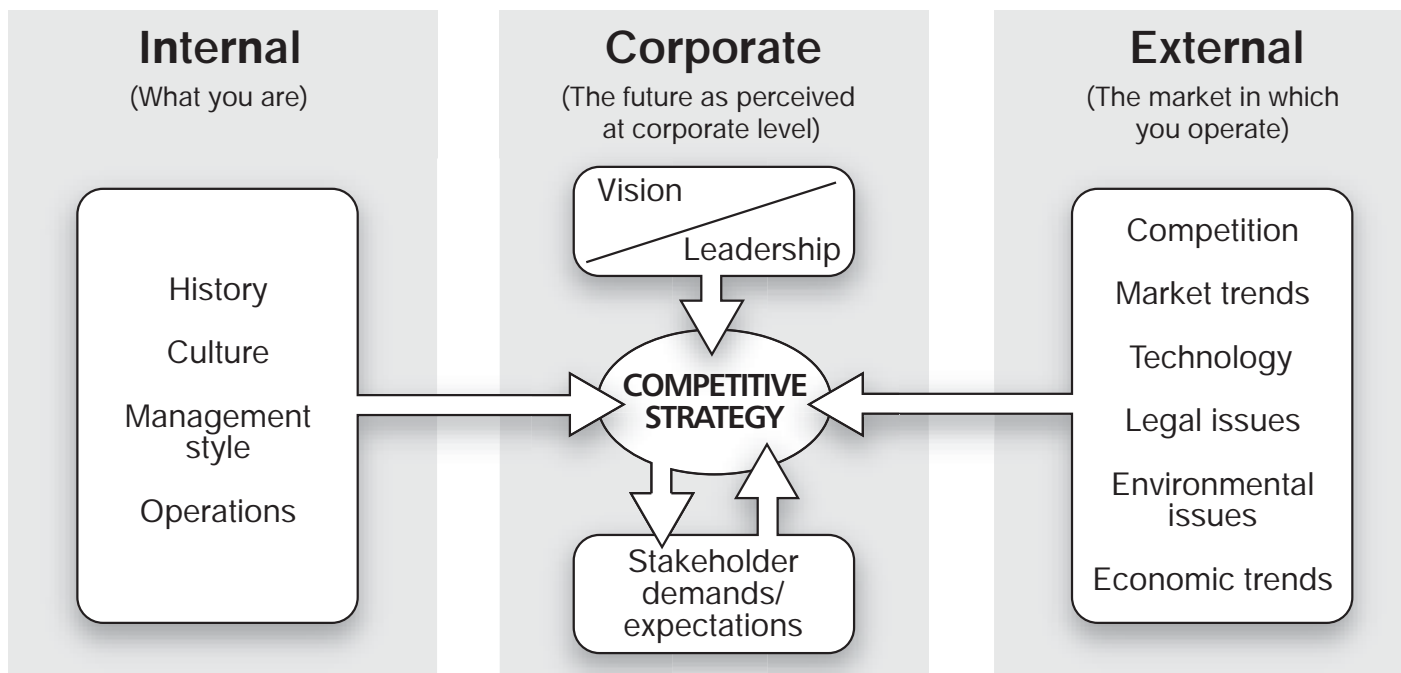 Internal
(What you are)
History
Culture
Management
style
Operations
Corporate
(The future as perceived
at corporate level)
Vision
Leadership
COMPETITIVE
STRATEGY
Stakeholder
demands/
expectations
External
(The market in which
you operate)
Competition
Market trends
Technology
Legal issues
Environmental
issues
Economic trends